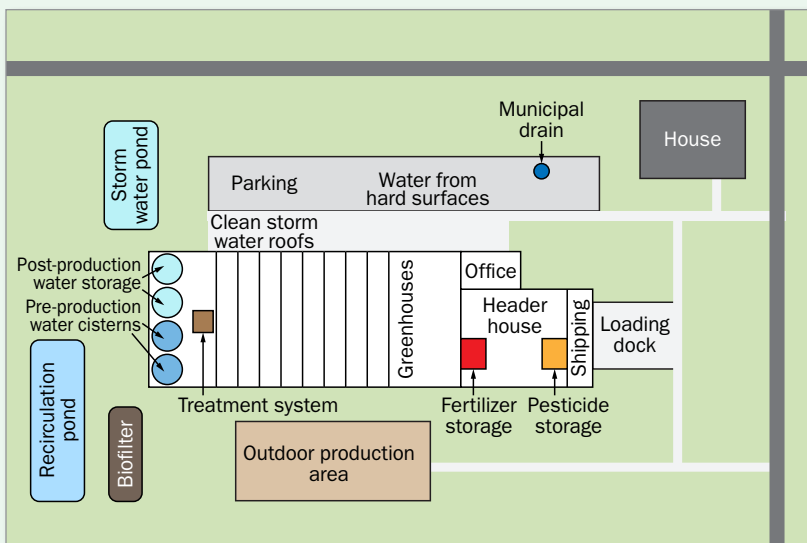 Municipal
drain
House
Storm
water pond
Parking
Water from
hard surfaces
Clean storm
water roofs
Post-production
water storage
Pre-production
water cisterns
Greenhouses
Office
Header
house
Shipping
Loading
dock
Treatment system
Fertilizer
storage
Pesticide
storage
Recirculation
pond
Biofilter
Outdoor production
area